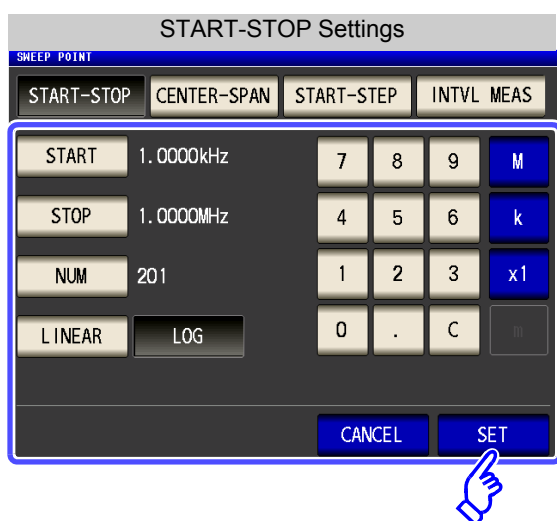 START-STOP Settings
SWEEP POINT
START-STOP CENTER-SPAN START-STEP INTVL MEAS
START 1.0000kHz 7 8 9 M
STOP 1.0000MHz 4 5 6 k
NUM 201 1 2 3 x1
LINEAR LOG 0 . C m
CANCEL SET